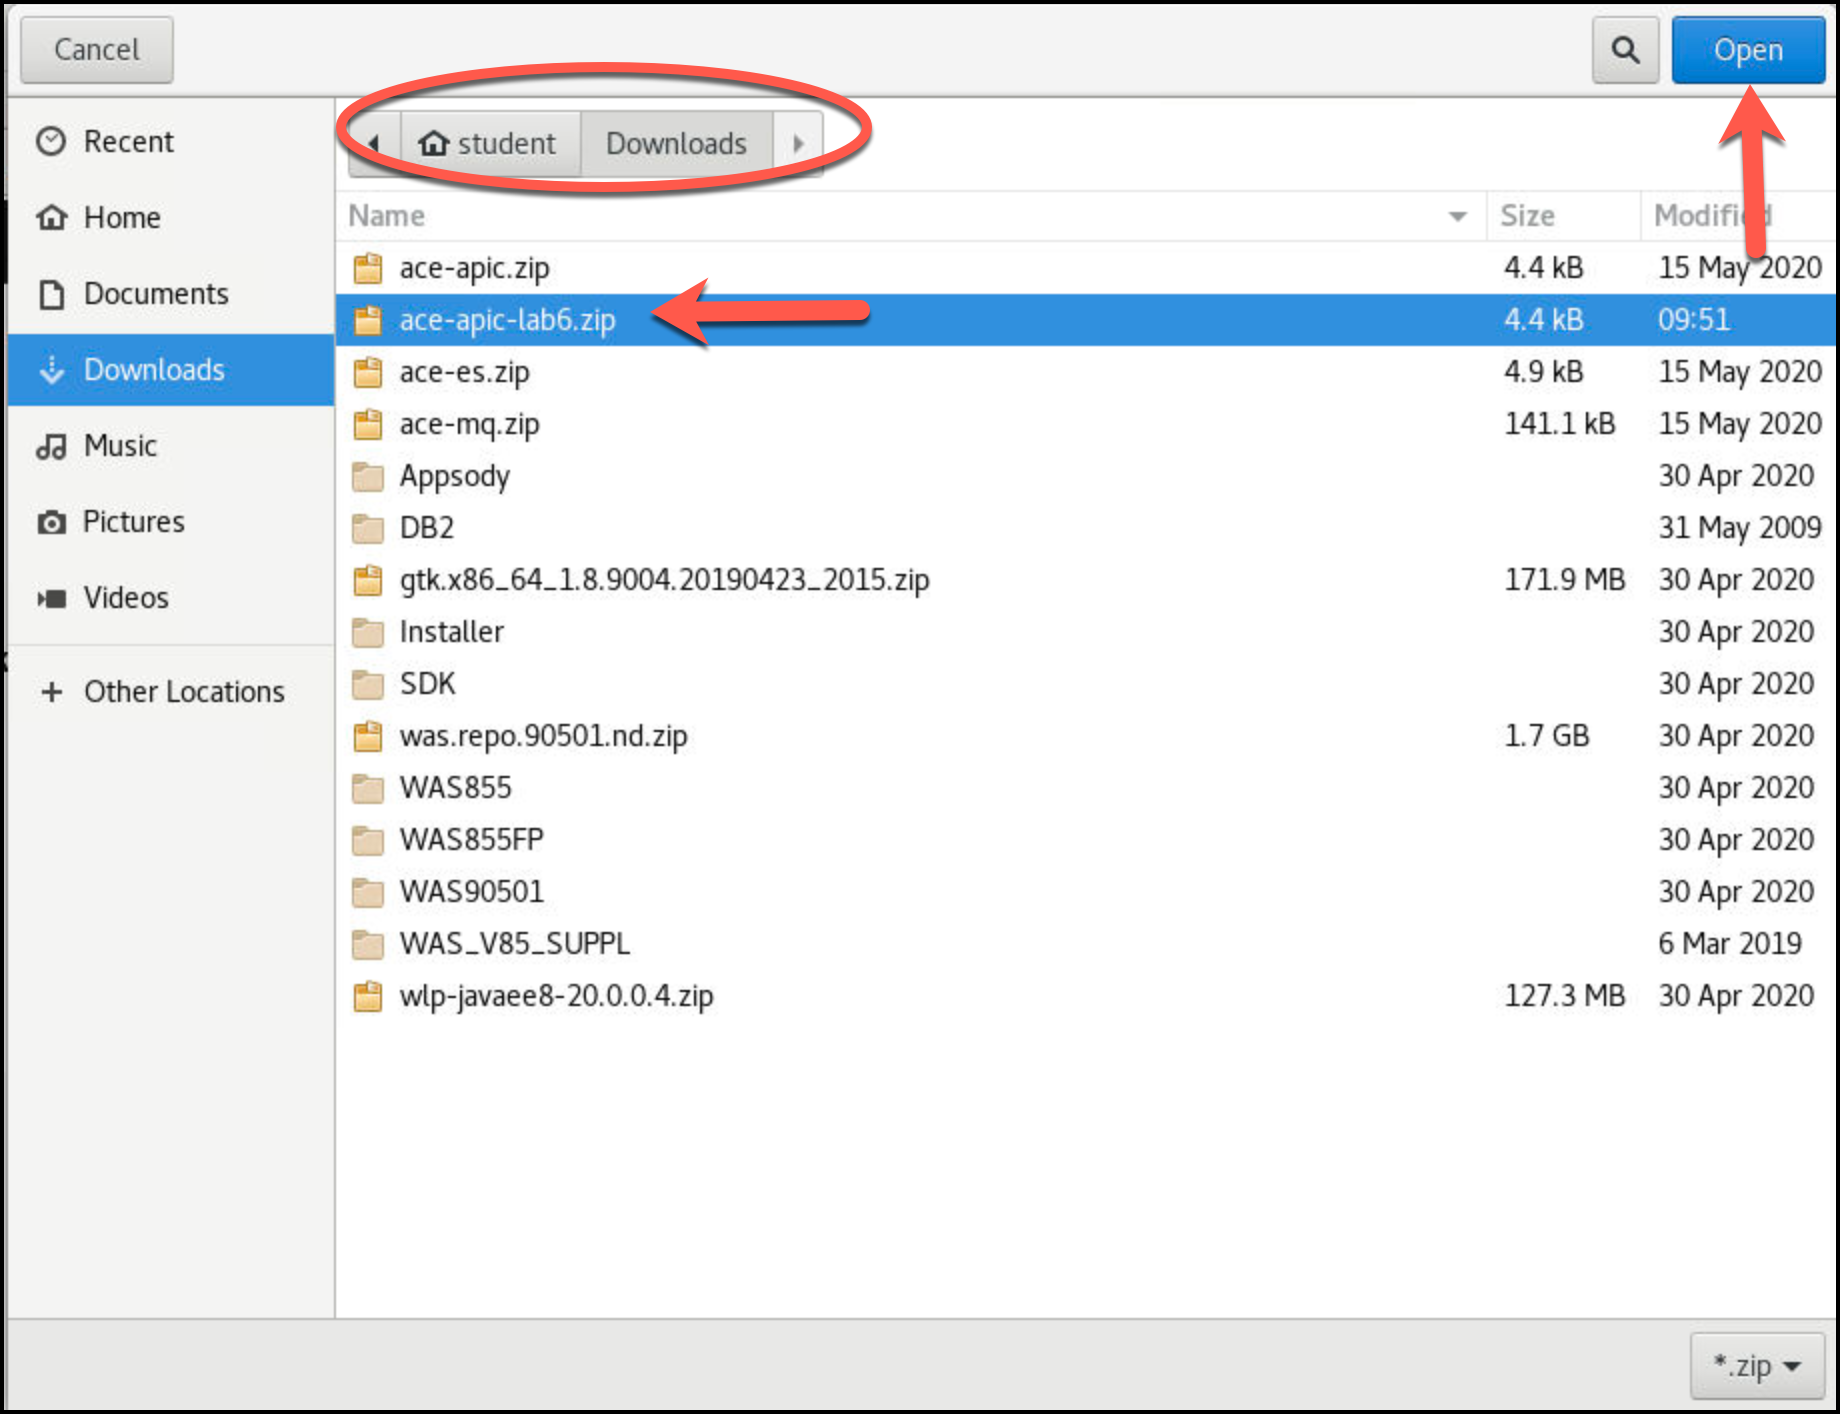 Cancel
Open
Recent
Home
Documents
Downloads
Music
Pictures
Videos
Other Locations
student Downloads
Name Size Modified
ace-apic.zip 4.4 kB 15 May 2020
ace-apic-lab6.zip 4.4 kB 09:51
ace-es.zip 4.9 kB 15 May 2020
ace-mq.zip 141.1 kB 15 May 2020
Appsody 30 Apr 2020
DB2 31 May 2009
gtk.x86_64_1.8.9004.20190423_2015.zip 171.9 MB 30 Apr 2020
Installer 30 Apr 2020
SDK 30 Apr 2020
was.repo.90501.nd.zip 1.7 GB 30 Apr 2020
WAS855 30 Apr 2020
WAS855FP 30 Apr 2020
WAS90501 30 Apr 2020
WAS_V85_SUPPL 6 Mar 2019
wlp-javaee8-20.0.0.4.zip 127.3 MB 30 Apr 2020
*.zip